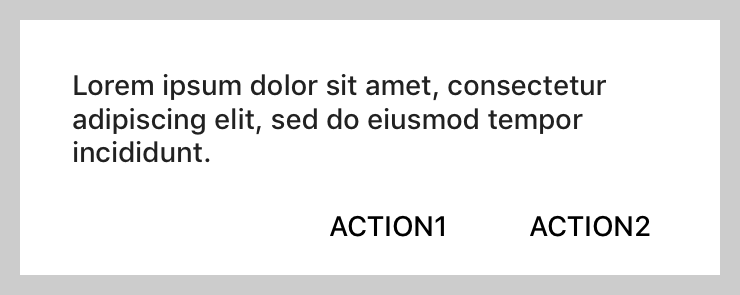 Lorem ipsum dolor sit amet, consectetur
adipiscing elit, sed do eiusmod tempor
incididunt.
ACTION1 ACTION2